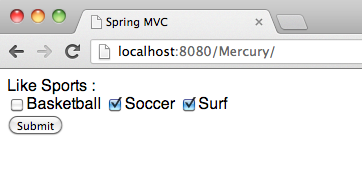 Spring MVC
localhost:8080/Mercury/
Like Sports :
Basketball Soccer Surf
Submit